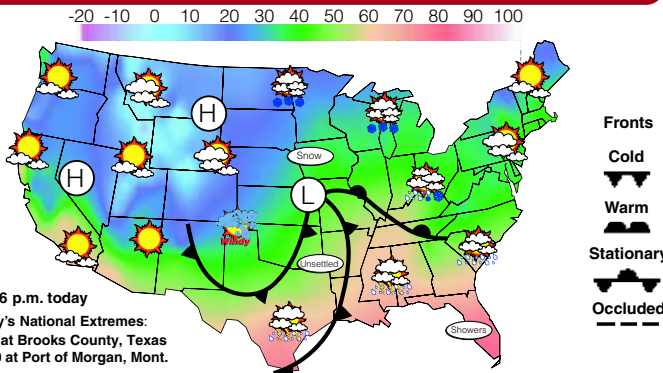 -20 -10 0 10 20 30 40 50 60 70 80 90 100
H
H
Snow
L
Windy
Unsettled
Showers
Fronts
Cold
Warm
Stationary
Occluded
6 p.m. today
y's National Extremes:
at Brooks County, Texas
at Port of Morgan, Mont.